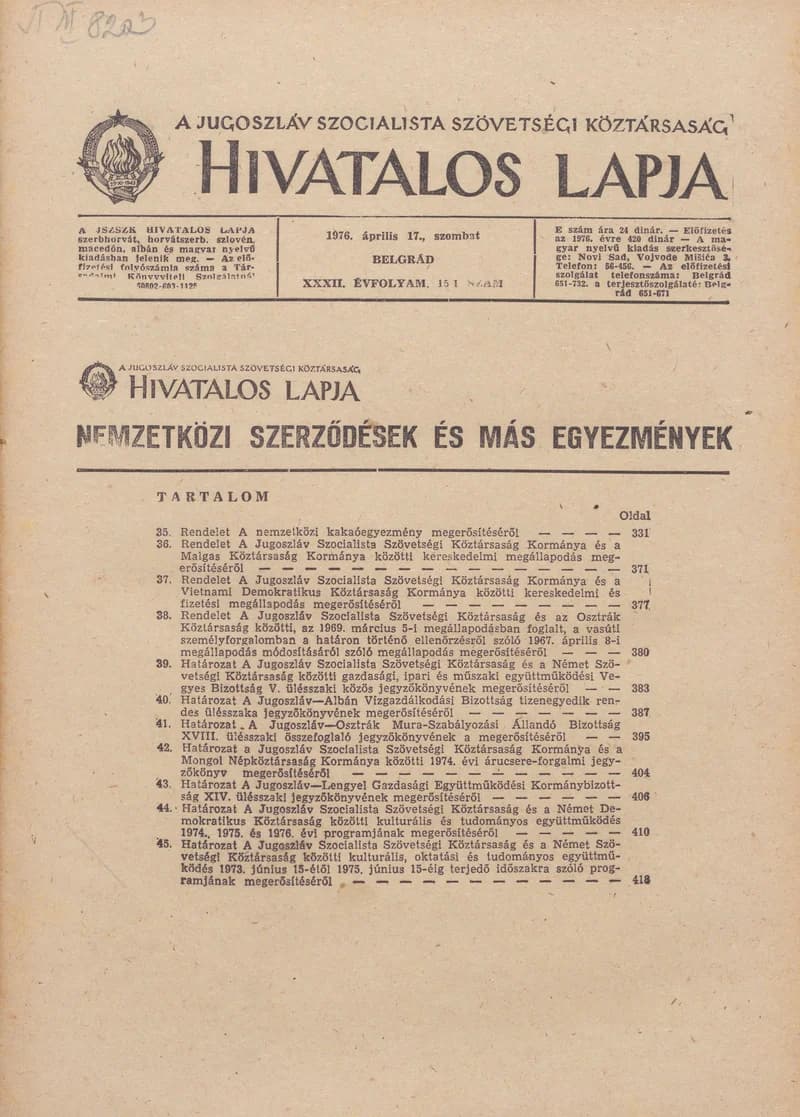 A JUGOSZLÁV SZOCIALISTA SZÖVETSÉGI KÖZTÁRSASÁG
HIVATALOS LAPJA
A JSZSZK HIVATALOS LAPJA
szerbhorvát, horvátszerb, szlovén,
macedón, albán és magyar nyelvű
kiadásban jelenik meg. — Az elő-
fizetési folyószámla száma a Tár-
sadalmi Könyvviteli Szolgálatnál
60802-603-1125
1976. április 17., szombat
BELGRÁD
XXXII. ÉVFOLYAM. 15 SZÁM
E szám ára 24 dinár. — Előfizetés
az 1976. évre 420 dinár — A ma-
gyar nyelvű kiadás szerkesztősé-
ge: Novi Sad, Vojvode Mišića 3.
Telefon: 56-456. — Az előfizetési
szolgálat telefonszáma: Belgrád
651-732. a terjesztőszolgálaté: Belg-
rád 651-671
A JUGOSZLÁV SZOCIALISTA SZÖVETSÉGI KÖZTÁRSASÁG
HIVATALOS LAPJA
NEMZETKÖZI SZERZŐDÉSEK ÉS MÁS EGYEZMÉNYEK
TARTALOM
Oldal
35. Rendelet A nemzetközi kakaóegyezmény megerősítéséről — — — — 331
36. Rendelet A Jugoszláv Szocialista Szövetségi Köztársaság Kormánya és a
Malgas Köztársaság Kormánya közötti kereskedelmi megállapodás meg-
erősítéséről — — — — — — — — — — — — — — — 371
37. Rendelet A Jugoszláv Szocialista Szövetségi Köztársaság Kormánya és a
Vietnami Demokratikus Köztársaság Kormánya közötti kereskedelmi és
fizetési megállapodás megerősítéséről — — — — — — — — 377
38. Rendelet A Jugoszláv Szocialista Szövetségi Köztársaság és az Osztrák
Köztársaság közötti, az 1969. március 5-i megállapodásban foglalt, a vasúti
személyforgalomban a határon történő ellenőrzésről szóló 1967. április 8-i
megállapodás módosításáról szóló megállapodás megerősítéséről — — — 380
39. Határozat A Jugoszláv Szocialista Szövetségi Köztársaság és a Német Szö-
vetségi Köztársaság közötti gazdasági, ipari és műszaki együttműködési Ve-
gyes Bizottság V. ülésszaki közös jegyzőkönyvének megerősítéséről — — 383
40. Határozat A Jugoszláv—Albán Vízgazdálkodási Bizottság tizenegyedik ren-
des ülésszaka jegyzőkönyvének megerősítéséről — — — — — — 387
41. Határozat A Jugoszláv—Osztrák Mura-Szabályozási Állandó Bizottság
XVIII. ülésszaki összefoglaló jegyzőkönyvének a megerősítéséről — — 395
42. Határozat a Jugoszláv Szocialista Szövetségi Köztársaság Kormánya és a
Mongol Népköztársaság Kormánya közötti 1974. évi árucsere-forgalmi jegy-
zőkönyv megerősítéséről — — — — — — — — — — — 404
43. Határozat A Jugoszláv—Lengyel Gazdasági Együttműködési Kormánybizott-
ság XIV. ülésszaki jegyzőkönyvének megerősítéséről — — — — — 406
44. Határozat A Jugoszláv Szocialista Szövetségi Köztársaság és a Német De-
mokratikus Köztársaság közötti kulturális és tudományos együttműködés
1974., 1975. és 1976. évi programjának megerősítéséről — — — — — 410
45. Határozat A Jugoszláv Szocialista Szövetségi Köztársaság és a Német Szö-
vetségi Köztársaság közötti kulturális, oktatási és tudományos együttmű-
ködés 1973. június 15-étől 1975. június 15-éig terjedő időszakra szóló prog-
ramjának megerősítéséről — — — — — — — — — — — 418